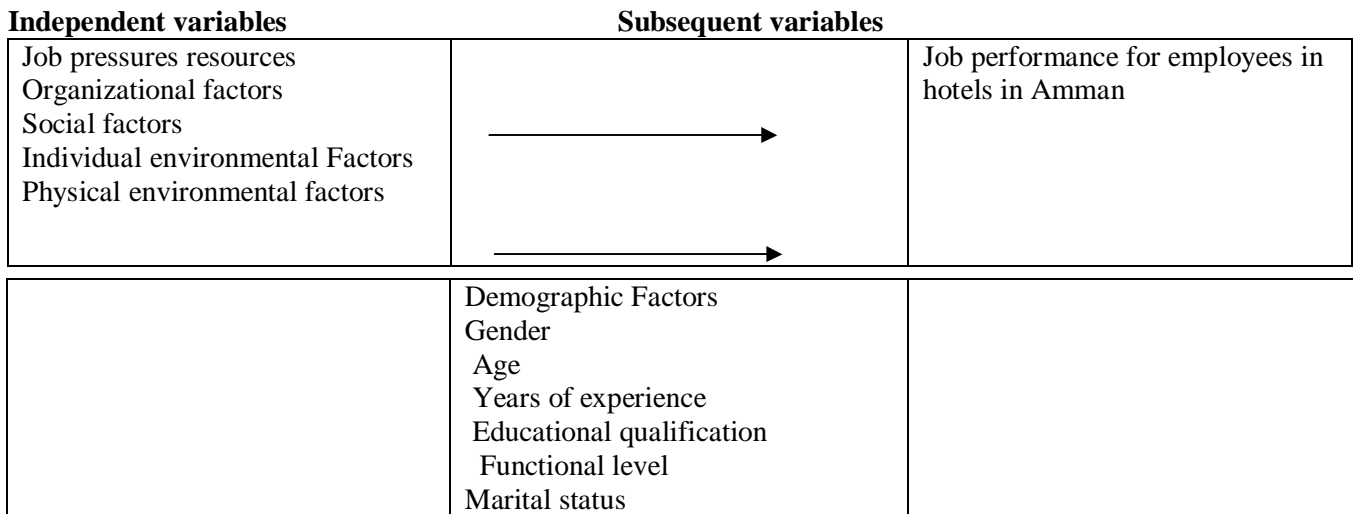 Independent variables Subsequent variables
Job pressures resources
Organizational factors
Social factors
Individual environmental Factors
Physical environmental factors
Job performance for employees in
hotels in Amman
Demographic Factors
Gender
Age
Years of experience
Educational qualification
Functional level
Marital status